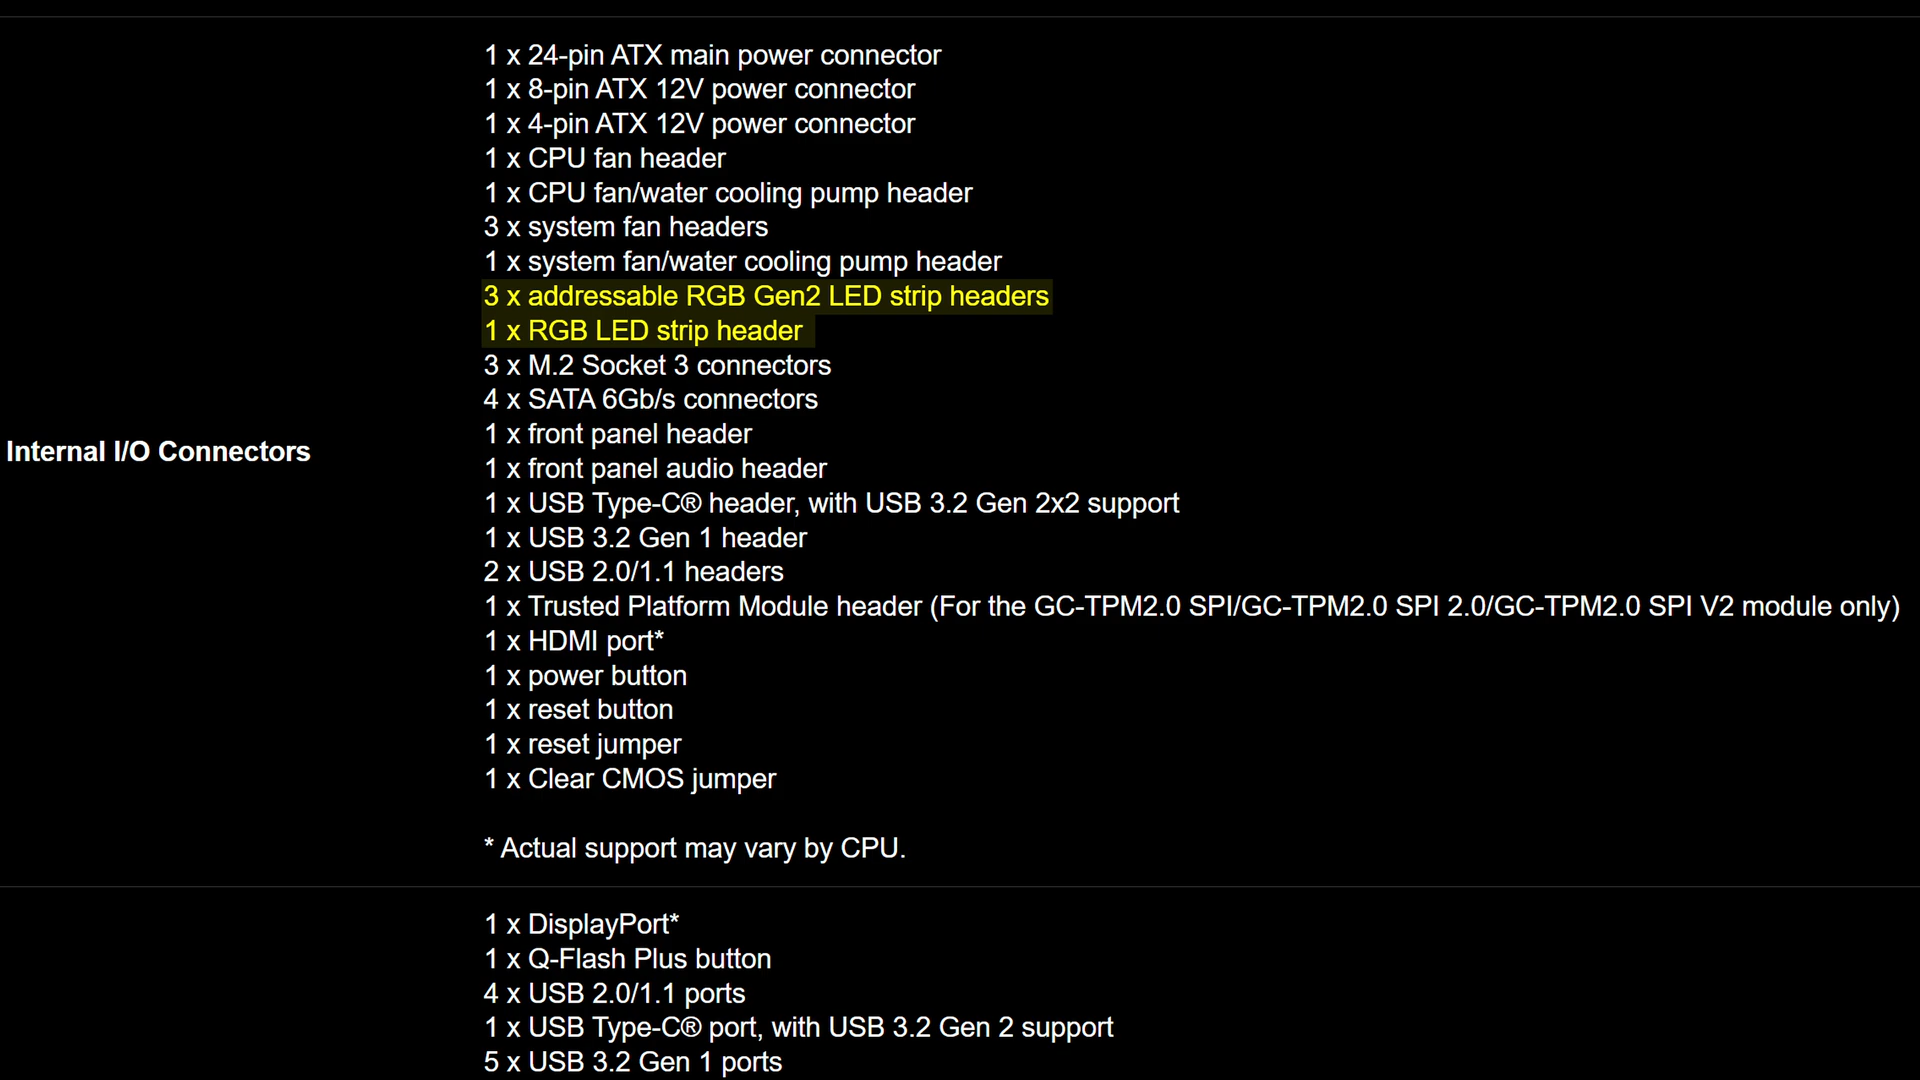 1 x 24-pin ATX main power connector
1 x 8-pin ATX 12V power connector
1 x 4-pin ATX 12V power connector
1 x CPU fan header
1 x CPU fan/water cooling pump header
3 x system fan headers
1 x system fan/water cooling pump header
3 x addressable RGB Gen2 LED strip headers
1 x RGB LED strip header
3 x M.2 Socket 3 connectors
4 x SATA 6Gb/s connectors
1 x front panel header
Internal I/O Connectors
1 x front panel audio header
1 x USB Type-C® header, with USB 3.2 Gen 2x2 support
1 x USB 3.2 Gen 1 header
2 x USB 2.0/1.1 headers
1 x Trusted Platform Module header (For the GC-TPM2.0 SPI/GC-TPM2.0 SPI 2.0/GC-TPM2.0 SPI V2 module only)
1 x HDMI port*
1 x power button
1 x reset button
1 x reset jumper
1 x Clear CMOS jumper
* Actual support may vary by CPU.
1 x DisplayPort*
1 x Q-Flash Plus button
4 x USB 2.0/1.1 ports
1 x USB Type-C® port, with USB 3.2 Gen 2 support
5 x USB 3.2 Gen 1 ports